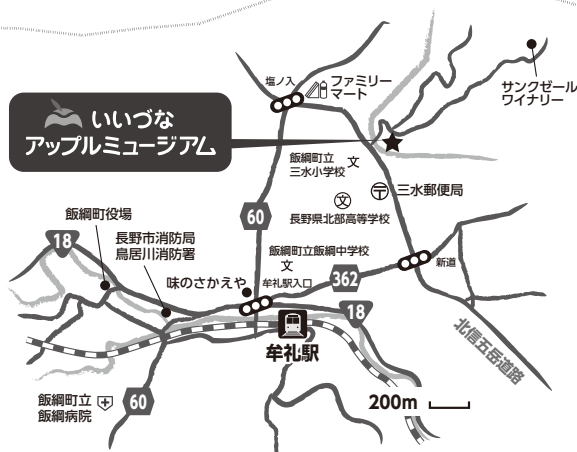 サンクゼール
ワイナリー
塩ノ入
ファミリー
マート
いいづな
アップルミュージアム
飯綱町立
三水小学校
文
三水郵便局
文
長野県北部高等学校
60
飯綱町役場
18
長野市消防局
鳥居川消防署
飯綱町立飯綱中学校
文
味のさかえや
牟礼駅入口
362
新道
18
牟礼駅
北信五岳道路
飯綱町立
飯綱病院
60
200m